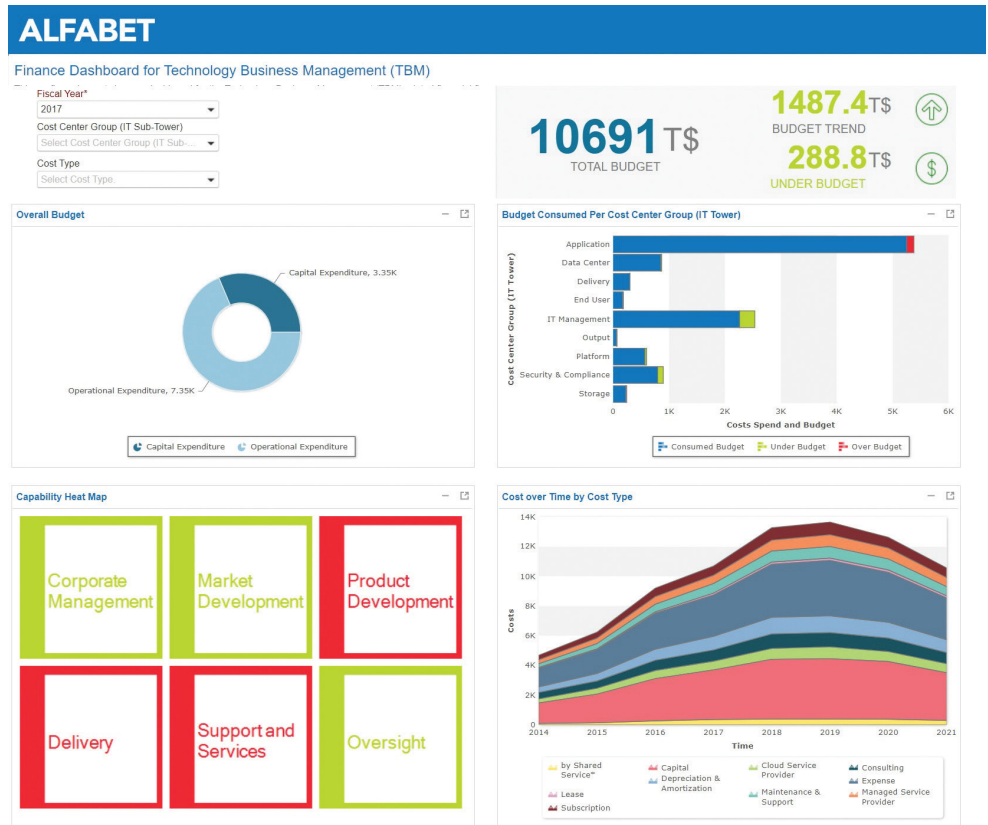 ALFABET
Finance Dashboard for Technology Business Management (TBM)
Fiscal Year*
2017
Cost Center Group (IT Sub-Tower)
Select Cost Center Group (IT Sub-...
Cost Type
Select Cost Type.
10691T$
TOTAL BUDGET
1487.4T$
BUDGET TREND
288.8T$
UNDER BUDGET
$
Overall Budget
Capital Expenditure, 3.35K
Operational Expenditure, 7.35K
Capital Expenditure
Operational Expenditure
Budget Consumed Per Cost Center Group (IT Tower)
Cost Center Group (IT Tower)
Application
Data Center
Delivery
End User
IT Management
Output
Platform
Security & Compliance
Storage
0 1K 2K 3K 4K 5K 6K
Costs Spend and Budget
Consumed Budget
Under Budget
Over Budget
Capability Heat Map
Corporate
Management
Market
Development
Product
Development
Delivery
Support and
Services
Oversight
Cost over Time by Cost Type
Costs
14K
12K
10K
8K
6K
4K
2K
0
2014 2015 2016 2017 2018 2019 2020 2021
Time
by Shared
Service"
Capital
Cloud Service
Provider
Consulting
Depreciation &
Amortization
Expense
Lease
Maintenance &
Support
Managed Service
Provider
Subscription